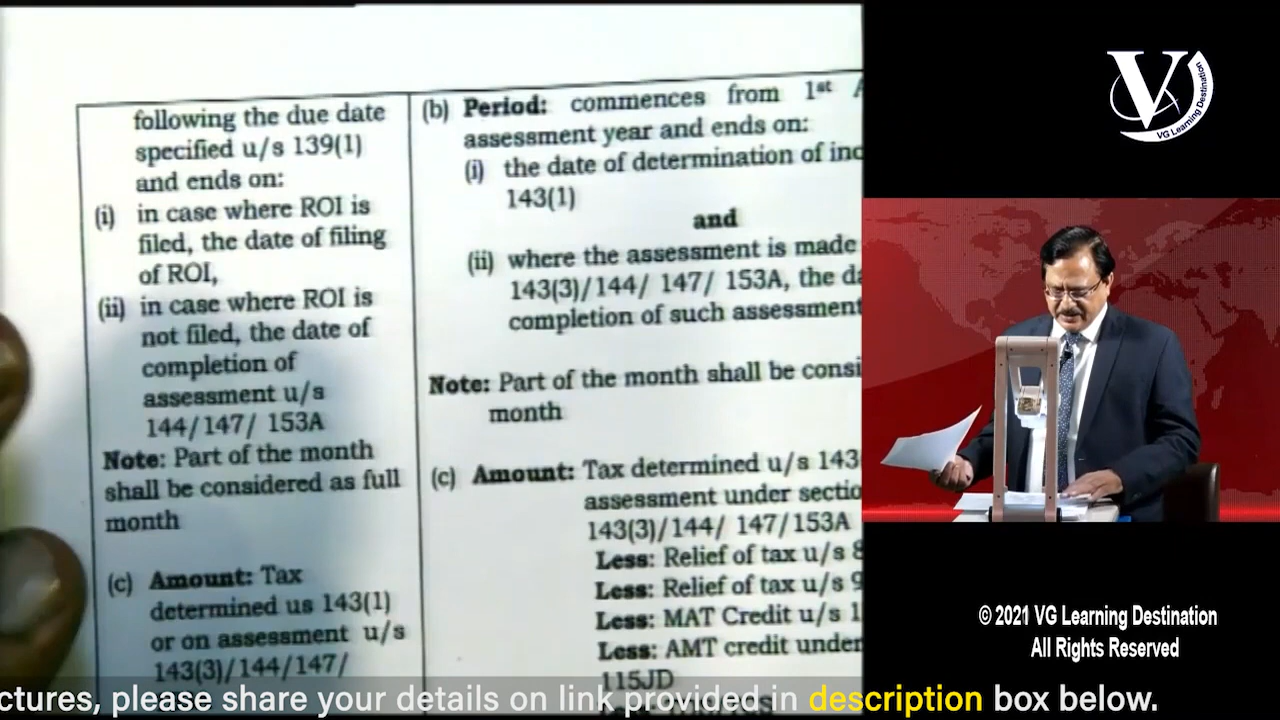 following the due date
specified u/s 139(1)
and ends on:
(i) in case where ROI is
filed, the date of filing
of ROI,
(ii) in case where ROI is
not filed, the date of
completion of
assessment u/s
144/147/ 153A
Note: Part of the month
shall be considered as full
month
(c) Amount: Tax
determined us 143(1)
or on assessment u/s
143(3)/144/147/
(b) Period: commences from 1st
assessment year and ends on:
(i) the date of determination of inc
143(1)
and
(ii) where the assessment is made
143(3)/144/ 147/ 153A, the da
completion of such assessment
Note: Part of the month shall be consi
month
(c) Amount: Tax determined u/s 143
assessment under sectio
143(3)/144/ 147/153A
Less: Relief of tax u/s 8
Less: Relief of tax u/s 9
Less: MAT Credit u/s 1
Less: AMT credit under
115JD
V
VG Learning Destination
© 2021 VG Learning Destination
All Rights Reserved
ctures, please share your details on link provided in description box below.